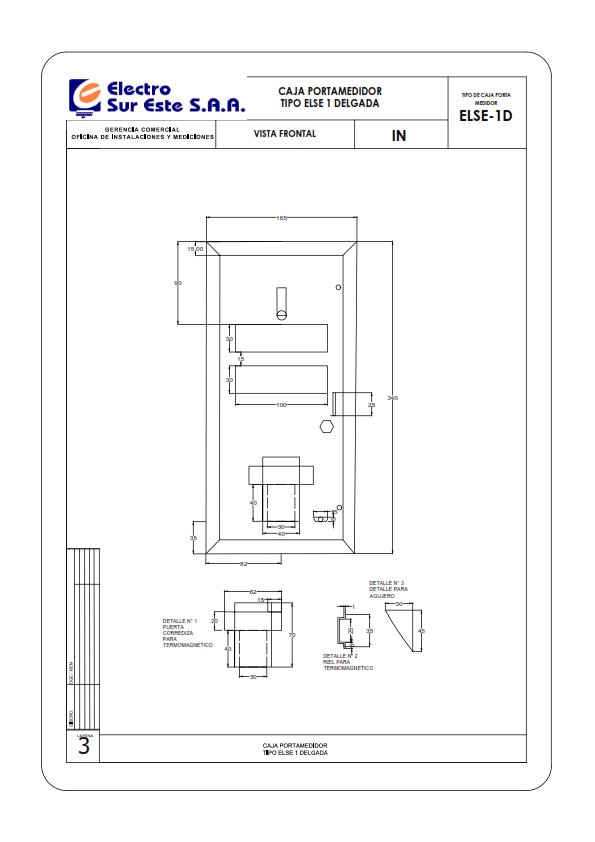 Electro
Sur Este S.A.A.
GERENCIA COMERCIAL
OFICINA DE INSTALACIONES Y MEDICIONES
CAJA PORTAMEDIDOR
TIPO ELSE 1 DELGADA
VISTA FRONTAL
IN
TIPO DE CAJA PORTA
MEDIDOR
ELSE-1D
165
15.00
90
30
15
30
100
25
340
40
30
40
35
82
DETALLE N° 1
PUERTA
CORREDIZA
PARA
TERMOMAGNETICO
62
15
20
40
70
30
DETALLE N° 2
RIEL PARA
TERMOMAGNETICO
1
25
35
DETALLE N° 3
DETALLE PARA
AGUJERO
30
45
LAMINA
3
CAJA PORTAMEDIDOR
TIPO ELSE 1 DELGADA